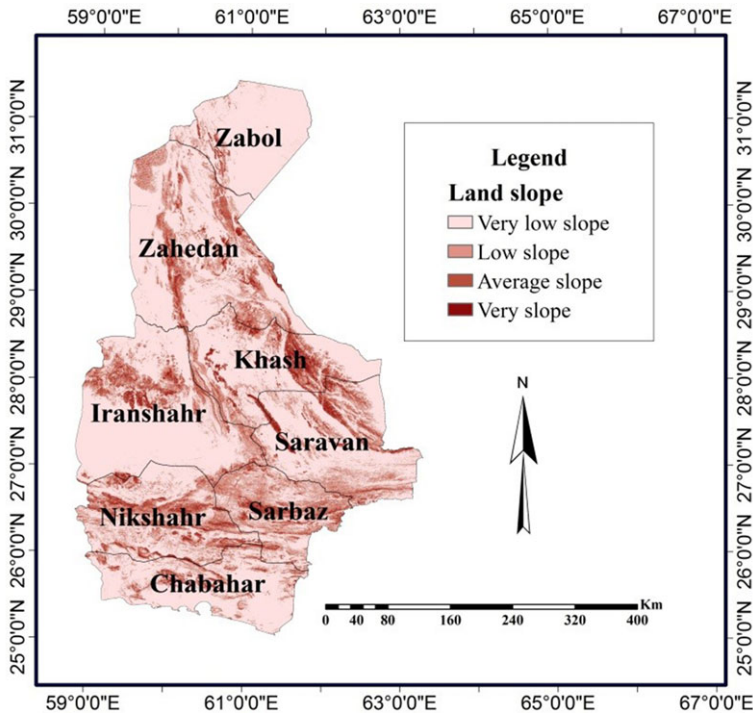 59°0'0"E 61°0'0"E 63°0'0"E 65°0'0"E 67°0'0"E
31°0'0"N 31°0'0"N
Zabol
Legend
Land slope
30°0'0"N 30°0'0"N
Very low slope
Zahedan
Low slope
Average slope
29°0'0"N 29°0'0"N
Very slope
Khash
N
28°0'0"N 28°0'0"N
Iranshahr
Saravan
27°0'0"N 27°0'0"N
Nikshahr Sarbaz
26°0'0"N 26°0'0"N
Chabahar
Km
0 40 80 160 240 320 400
25°0'0"N 25°0'0"N
59°0'0"E 61°0'0"E 63°0'0"E 65°0'0"E 67°0'0"E